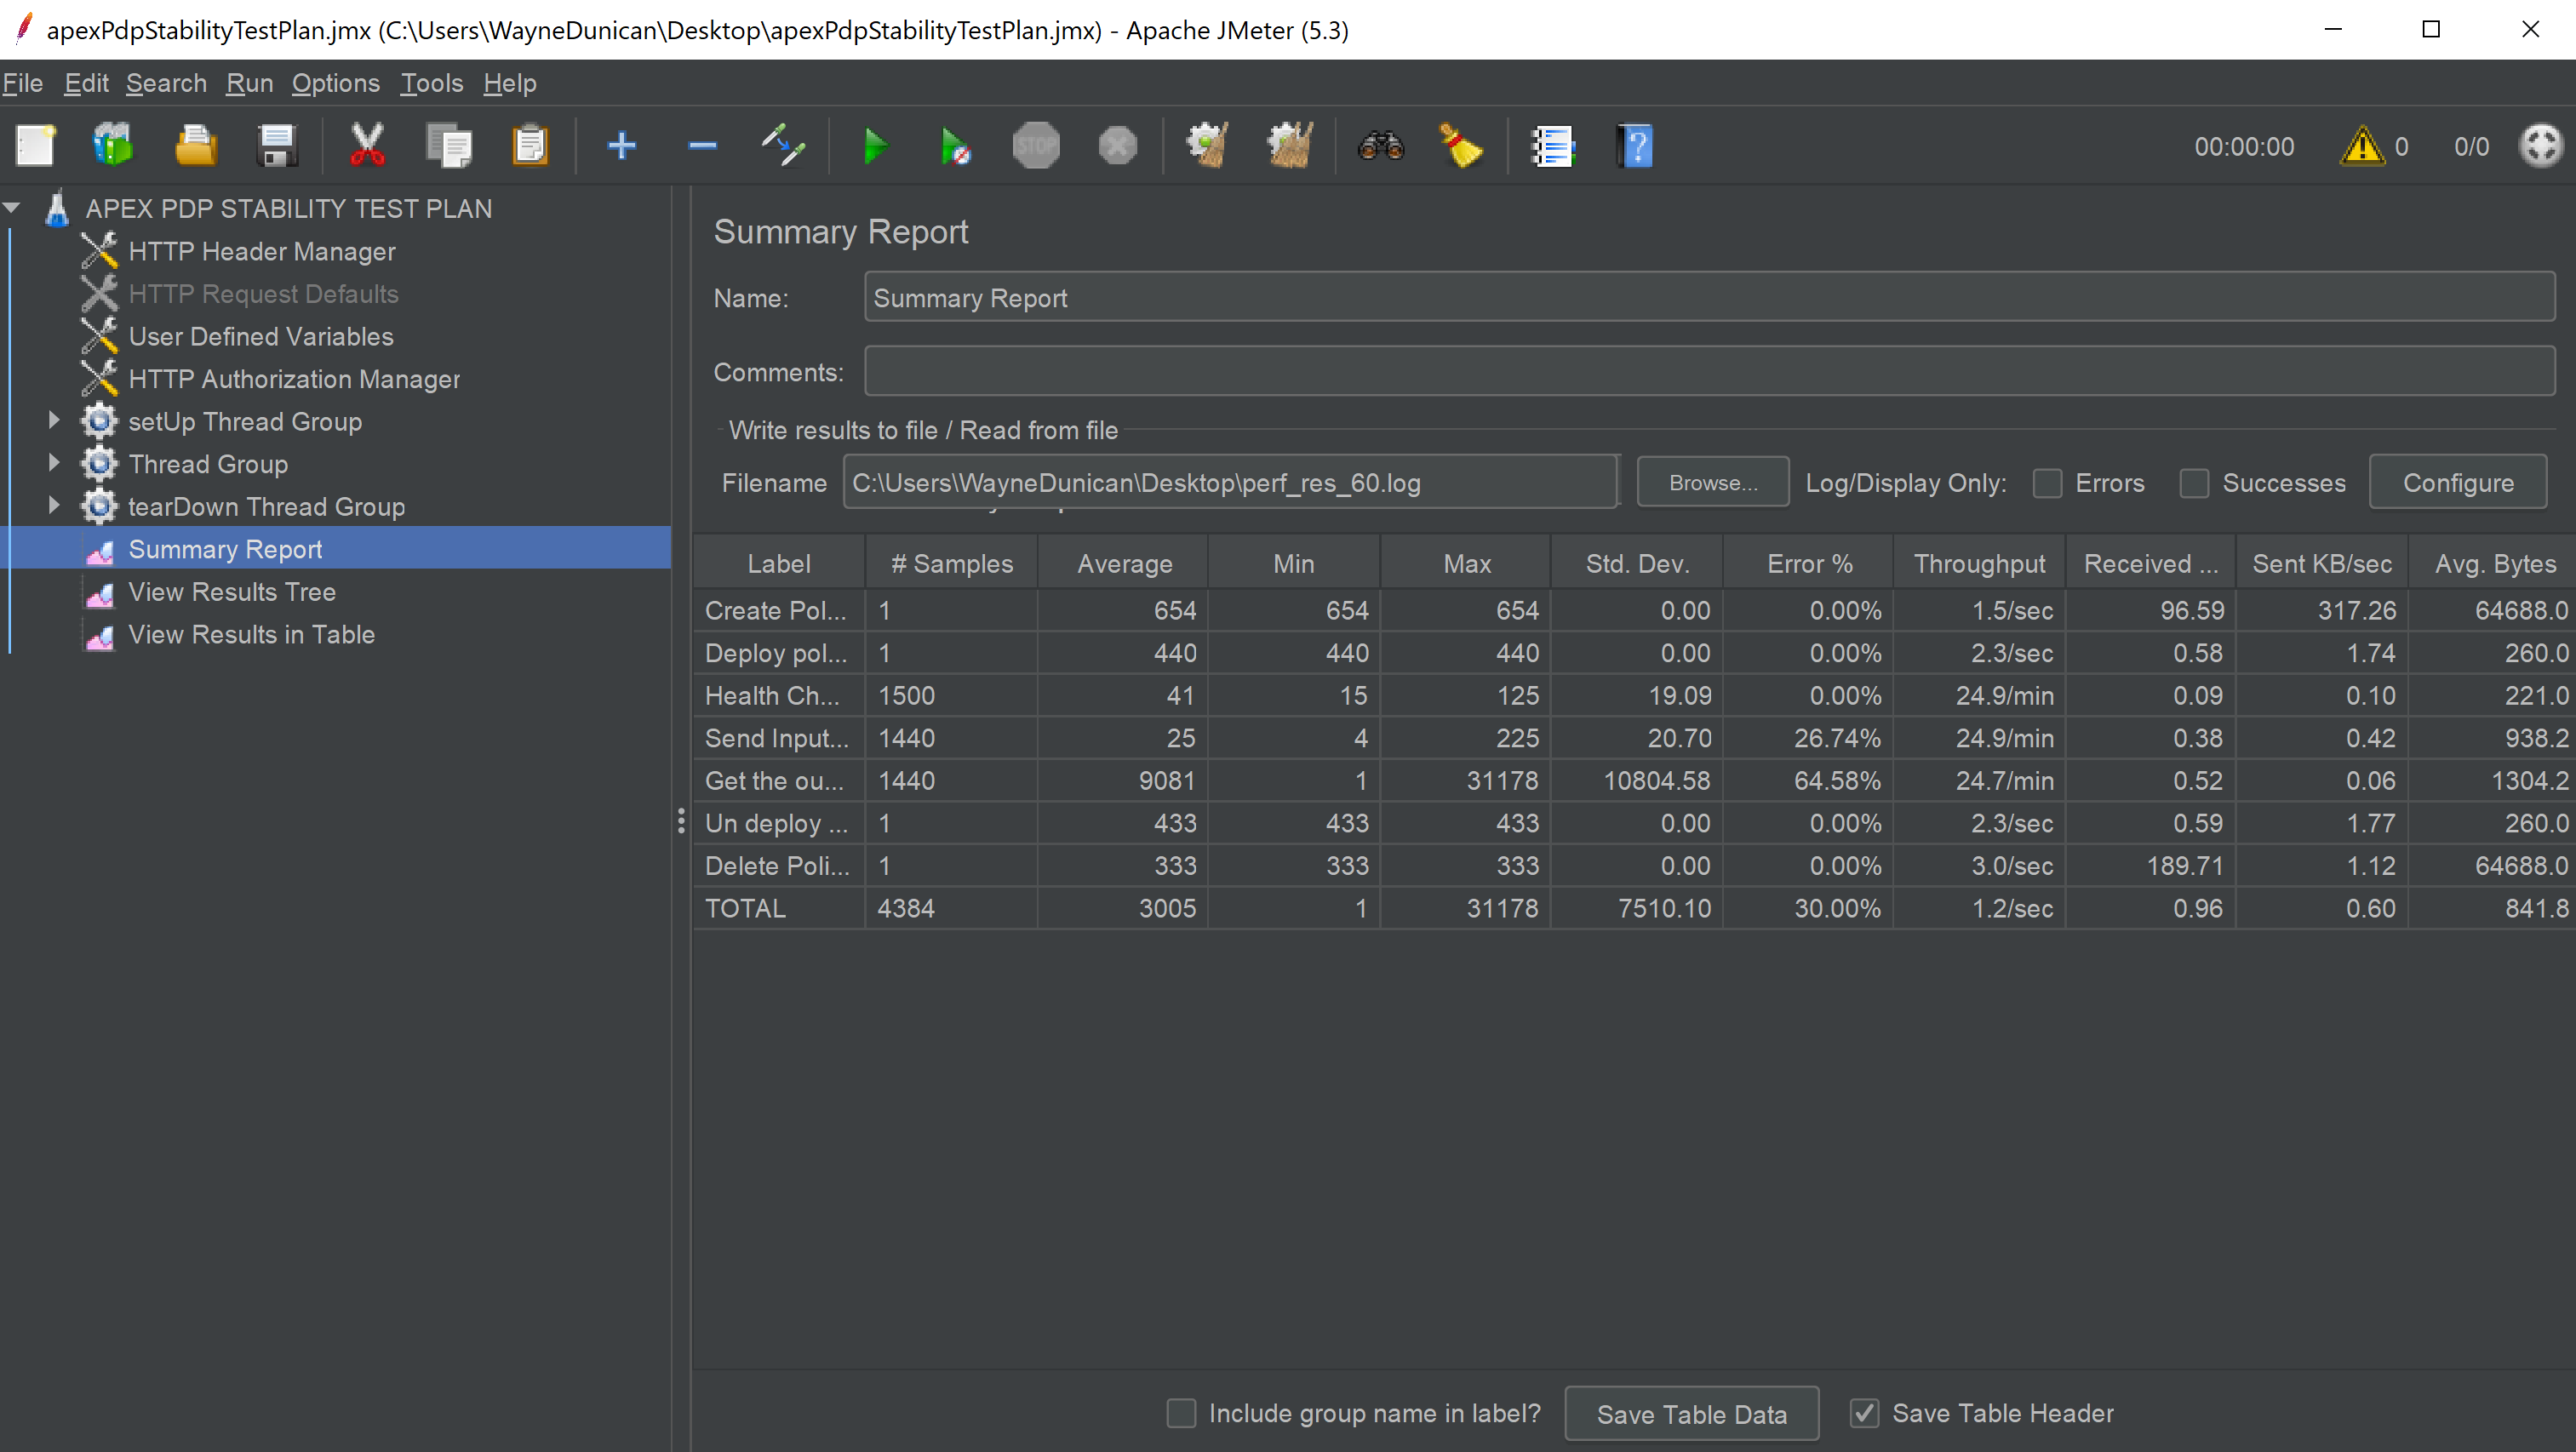 apexPdpStabilityTestPlan.jmx (C:\Users\WayneDunican\Desktop\apexPdpStabilityTestPlan.jmx) - Apache JMeter (5.3)
File Edit Search Run Options Tools Help
STOP
00:00:00 0 0/0
APEX PDP STABILITY TEST PLAN
HTTP Header Manager
HTTP Request Defaults
User Defined Variables
HTTP Authorization Manager
setUp Thread Group
Thread Group
tearDown Thread Group
Summary Report
View Results Tree
View Results in Table
Summary Report
Name: Summary Report
Comments:
Write results to file / Read from file
Filename C:\Users\WayneDunican\Desktop\perf_res_60.log Browse... Log/Display Only: Errors Successes Configure
Label # Samples Average Min Max Std. Dev. Error % Throughput Received ... Sent KB/sec Avg. Bytes
Create Pol... 1 654 654 654 0.00 0.00% 1.5/sec 96.59 317.26 64688.0
Deploy pol... 1 440 440 440 0.00 0.00% 2.3/sec 0.58 1.74 260.0
Health Ch... 1500 41 15 125 19.09 0.00% 24.9/min 0.09 0.10 221.0
Send Input... 1440 25 4 225 20.70 26.74% 24.9/min 0.38 0.42 938.2
Get the ou... 1440 9081 1 31178 10804.58 64.58% 24.7/min 0.52 0.06 1304.2
Un deploy ... 1 433 433 433 0.00 0.00% 2.3/sec 0.59 1.77 260.0
Delete Poli... 1 333 333 333 0.00 0.00% 3.0/sec 189.71 1.12 64688.0
TOTAL 4384 3005 1 31178 7510.10 30.00% 1.2/sec 0.96 0.60 841.8
Include group name in label? Save Table Data Save Table Header